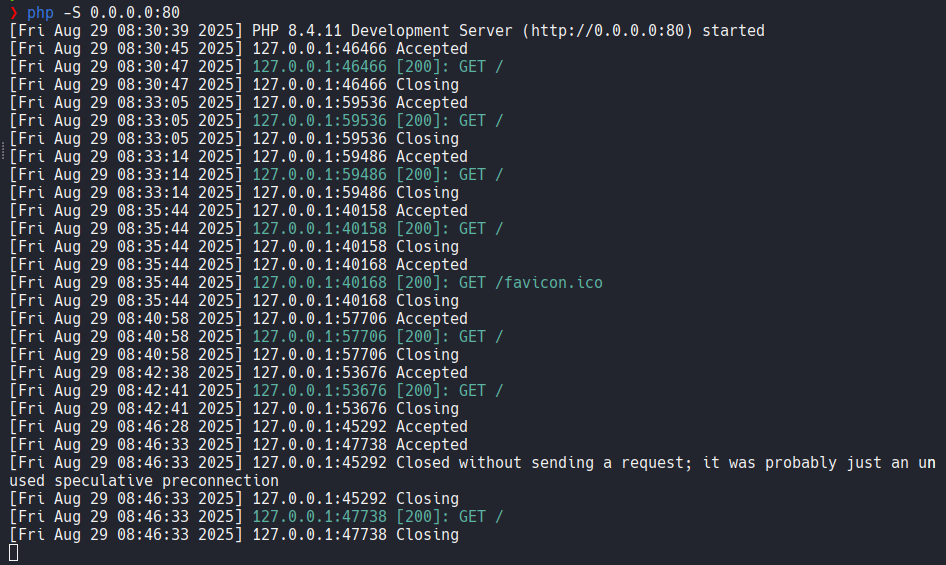 ❯ php -S 0.0.0.0:80
[Fri Aug 29 08:30:39 2025] PHP 8.4.11 Development Server (http://0.0.0.0:80) started
[Fri Aug 29 08:30:45 2025] 127.0.0.1:46466 Accepted
[Fri Aug 29 08:30:47 2025] 127.0.0.1:46466 [200]: GET /
[Fri Aug 29 08:30:47 2025] 127.0.0.1:46466 Closing
[Fri Aug 29 08:33:05 2025] 127.0.0.1:59536 Accepted
[Fri Aug 29 08:33:05 2025] 127.0.0.1:59536 [200]: GET /
[Fri Aug 29 08:33:05 2025] 127.0.0.1:59536 Closing
[Fri Aug 29 08:33:14 2025] 127.0.0.1:59486 Accepted
[Fri Aug 29 08:33:14 2025] 127.0.0.1:59486 [200]: GET /
[Fri Aug 29 08:33:14 2025] 127.0.0.1:59486 Closing
[Fri Aug 29 08:35:44 2025] 127.0.0.1:40158 Accepted
[Fri Aug 29 08:35:44 2025] 127.0.0.1:40158 [200]: GET /
[Fri Aug 29 08:35:44 2025] 127.0.0.1:40158 Closing
[Fri Aug 29 08:35:44 2025] 127.0.0.1:40168 Accepted
[Fri Aug 29 08:35:44 2025] 127.0.0.1:40168 [200]: GET /favicon.ico
[Fri Aug 29 08:35:44 2025] 127.0.0.1:40168 Closing
[Fri Aug 29 08:40:58 2025] 127.0.0.1:57706 Accepted
[Fri Aug 29 08:40:58 2025] 127.0.0.1:57706 [200]: GET /
[Fri Aug 29 08:40:58 2025] 127.0.0.1:57706 Closing
[Fri Aug 29 08:42:38 2025] 127.0.0.1:53676 Accepted
[Fri Aug 29 08:42:41 2025] 127.0.0.1:53676 [200]: GET /
[Fri Aug 29 08:42:41 2025] 127.0.0.1:53676 Closing
[Fri Aug 29 08:46:28 2025] 127.0.0.1:45292 Accepted
[Fri Aug 29 08:46:33 2025] 127.0.0.1:47738 Accepted
[Fri Aug 29 08:46:33 2025] 127.0.0.1:45292 Closed without sending a request; it was probably just an un
used speculative preconnection
[Fri Aug 29 08:46:33 2025] 127.0.0.1:45292 Closing
[Fri Aug 29 08:46:33 2025] 127.0.0.1:47738 [200]: GET /
[Fri Aug 29 08:46:33 2025] 127.0.0.1:47738 Closing